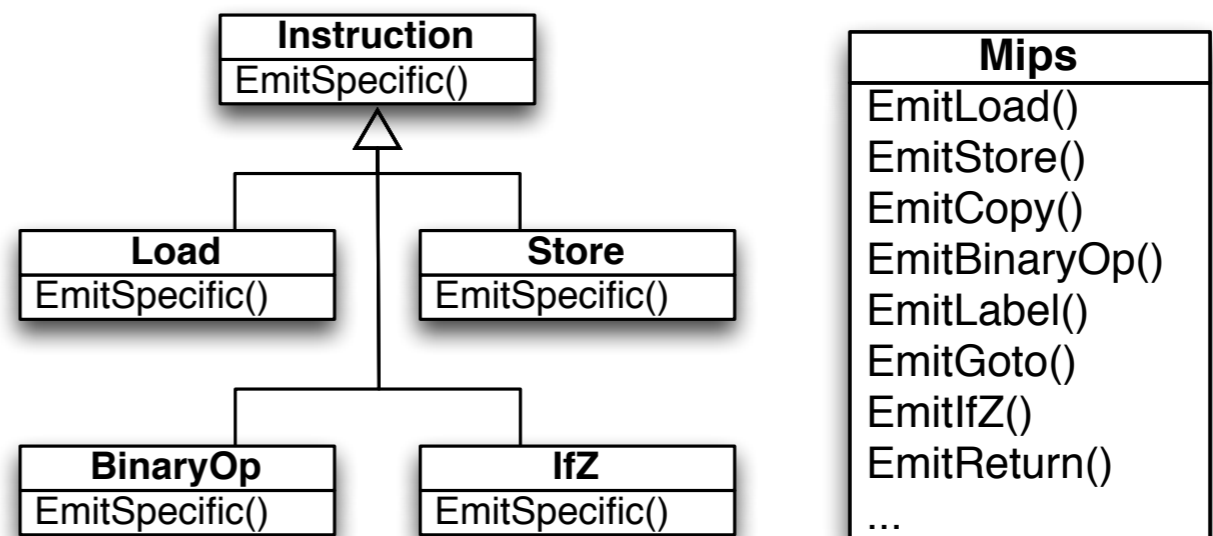 Instruction
EmitSpecific()
Load
EmitSpecific()
Store
EmitSpecific()
BinaryOp
EmitSpecific()
IfZ
EmitSpecific()
Mips
EmitLoad()
EmitStore()
EmitCopy()
EmitBinaryOp()
EmitLabel()
EmitGoto()
EmitIfZ()
EmitReturn()
...